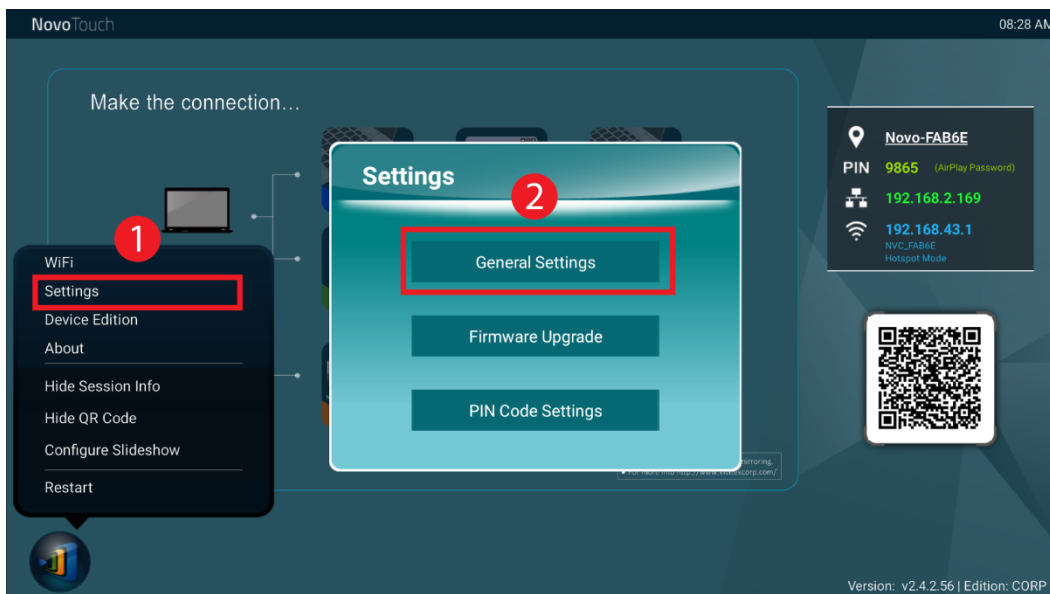 NovoTouch
08:28 AM
Make the connection...
Novo-FAB6E
PIN 9865 (AirPlay Password)
192.168.2.169
192.168.43.1
NVC_FAB6E
Hotspot Mode
Settings
2
General Settings
Firmware Upgrade
PIN Code Settings
1
WiFi
Settings
Device Edition
About
Hide Session Info
Hide QR Code
Configure Slideshow
Restart
mirroring.
Version: v2.4.2.56 | Edition: CORP